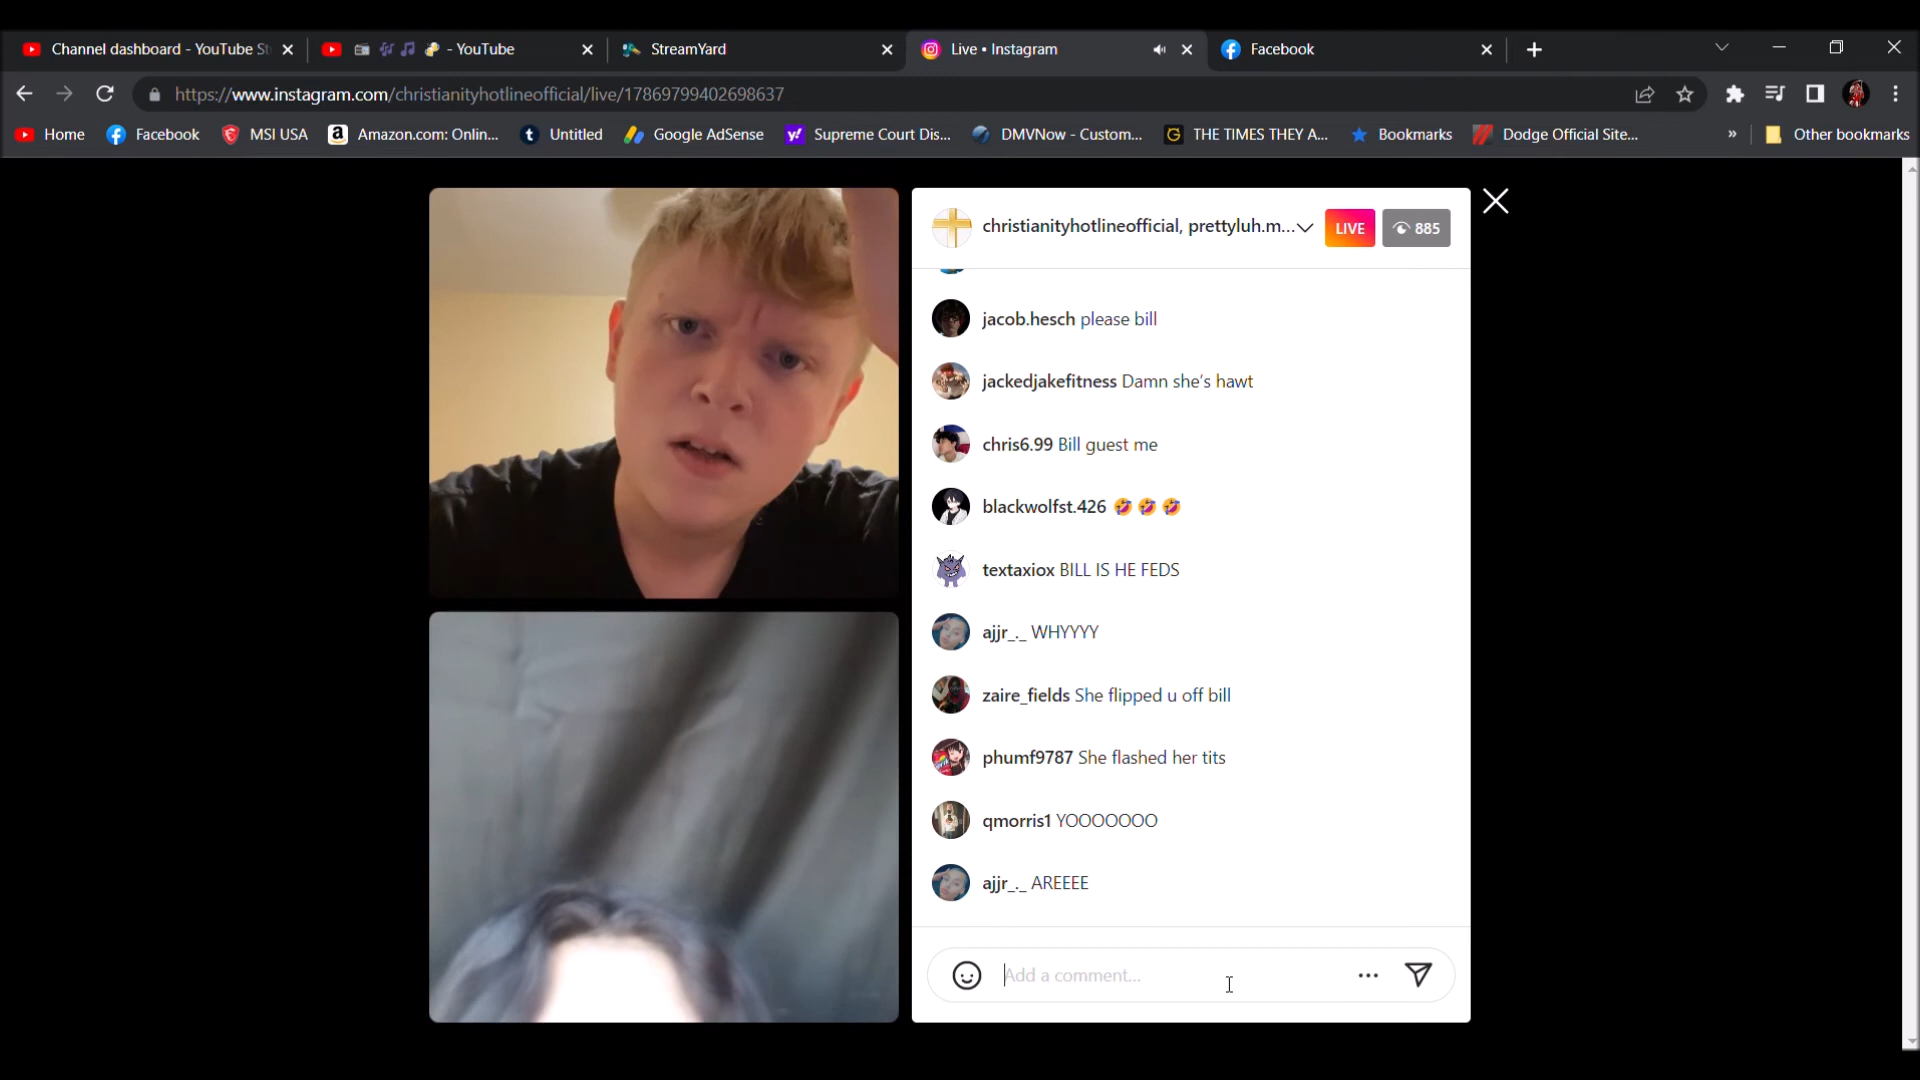 Channel dashboard - YouTube St
- YouTube
StreamYard
Live • Instagram
Facebook
https://www.instagram.com/christianityhotlineofficial/live/17869799402698637
Home
Facebook
MSI USA
Amazon.com: Onlin...
Untitled
Google AdSense
Supreme Court Dis...
DMVNow - Custom...
THE TIMES THEY A...
Bookmarks
Dodge Official Site...
»
Other bookmarks
christianityhotlineofficial, prettyluh.m...
LIVE
885
jacob.hesch please bill
jackedjakefitness Damn she's hawt
chris6.99 Bill guest me
blackwolfst.426 🤣🤣🤣
textaxiox BILL IS HE FEDS
ajjr_._ WHYYYY
zaire_fields She flipped u off bill
phumf9787 She flashed her tits
qmorris1 YOOOOOOO
ajjr_._ AREEEE
Add a comment...